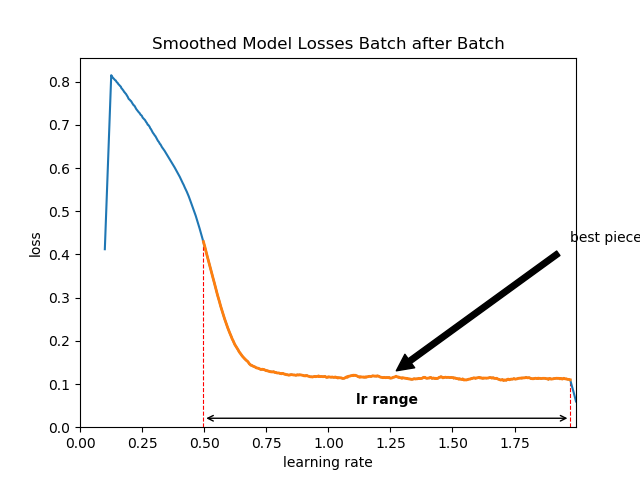 Smoothed Model Losses Batch after Batch
0.8
0.7
0.6
0.5
0.4
0.3
0.2
0.1
0.0
loss
best piece
lr range
0.00 0.25 0.50 0.75 1.00 1.25 1.50 1.75
learning rate